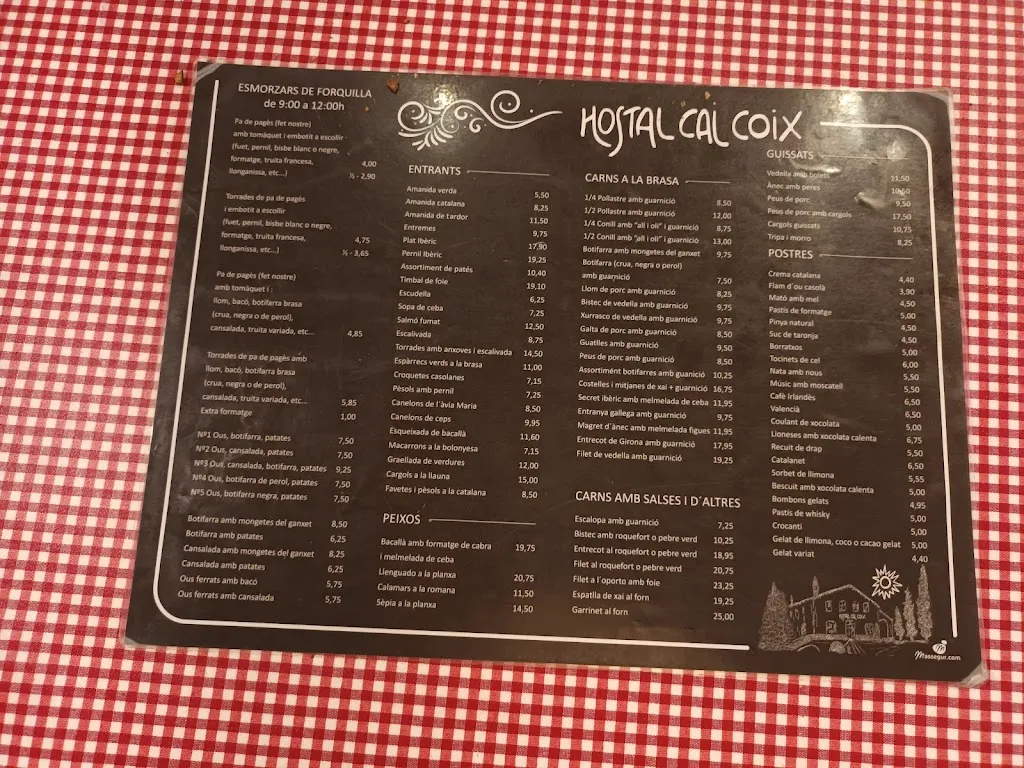 ESMORZARS DE FORQUILLA
de 9:00 a 12:00h
Pa de pagès (fet nostre)
amb tomàquet i embotit a escollir
(fuet, pernil, bisbe blanc o negre,
formatge, truita francesa, 4,00
llonganissa, etc...) ½ - 2,90
Torrades de pa de pagès
i embotit a escollir
(fuet, pernil, bisbe blanc o negre,
formatge, truita francesa, 4,75
llonganissa, etc...) ½ - 3,65
Pa de pagès (fet nostre)
amb tomàquet i :
llom, bacó, botifarra brasa
(crua, negra o de perol),
cansalada, truita variada, etc... 4,85
Torrades de pa de pagès amb
llom, bacó, botifarra brasa
(crua, negra o de perol),
cansalada, truita variada, etc... 5,85
Extra formatge 1,00
Nº1 Ous, botifarra, patates 7,50
Nº2 Ous, cansalada, patates 7,50
Nº3 Ous, cansalada, botifarra, patates 9,25
Nº4 Ous, botifarra de perol, patates 7,50
Nº5 Ous, botifarra negra, patates 7,50
Botifarra amb mongetes del ganxet 8,50
Botifarra amb patates 6,25
Cansalada amb mongetes del ganxet 8,25
Cansalada amb patates 6,25
Ous ferrats amb bacó 5,75
Ous ferrats amb cansalada 5,75
HOSTAL CAL COIX
ENTRANTS
Amanida verda 5,50
Amanida catalana 8,25
Amanida de tardor 11,50
Entremes 9,75
Plat Ibèric 17,90
Pernil Ibèric 19,25
Assortiment de patés 10,40
Timbal de foie 19,10
Escudella 6,25
Sopa de ceba 7,25
Salmó fumat 12,50
Escalivada 8,75
Torrades amb anxoves i escalivada 14,50
Espàrrecs verds a la brasa 11,00
Croquetes casolanes 7,15
Pèsols amb pernil 7,25
Canelons de l´àvia Maria 8,50
Canelons de ceps 9,95
Esqueixada de bacallà 11,60
Macarrons a la bolonyesa 7,15
Graellada de verdures 12,00
Cargols a la llauna 15,00
Favetes i pèsols a la catalana 8,50
PEIXOS
Bacallà amb formatge de cabra 19,75
i melmelada de ceba
Llenguado a la planxa 20,75
Calamars a la romana 11,50
Sèpia a la planxa 14,50
CARNS A LA BRASA
1/4 Pollastre amb guarnició 8,50
1/2 Pollastre amb guarnició 12,00
1/4 Conill amb "all i oli" i guarnició 8,75
1/2 Conill amb "all i oli" i guarnició 13,00
Botifarra amb mongetes del ganxet 9,75
Botifarra (crua, negra o perol)
amb guarnició 7,50
Llom de porc amb guarnició 8,25
Bistec de vedella amb guarnició 9,75
Xurrasco de vedella amb guarnició 9,75
Galta de porc amb guarnició 8,50
Guatlles amb guarnició 9,50
Peus de porc amb guarnició 8,50
Assortimént botifarres amb guanició 10,25
Costelles i mitjanes de xai + guarnició 16,75
Secret ibèric amb melmelada de ceba 11,95
Entranya gallega amb guarnició 9,75
Magret d´ànec amb melmelada figues 11,95
Entrecot de Girona amb guarnició 17,95
Filet de vedella amb guarnició 19,25
CARNS AMB SALSES I D´ALTRES
Escalopa amb guarnició 7,25
Bistec amb roquefort o pebre verd 10,25
Entrecot al roquefort o pebre verd 18,95
Filet al roquefort o pebre verd 20,75
Filet a l´oporto amb foie 23,25
Espatlla de xai al forn 19,25
Garrinet al forn 25,00
GUISSATS
Vedella amb bolets 11,50
Ànec amb peres 10,50
Peus de porc 9,50
Peus de porc amb cargols 17,50
Cargols guissats 10,75
Tripa i morro 8,25
POSTRES
Crema catalana 4,40
Flam d´ou casolà 3,90
Mató amb mel 4,50
Pastis de formatge 5,00
Pinya natural 4,50
Suc de taronja 4,50
Borratxos 5,00
Tocinets de cel 6,00
Nata amb nous 5,50
Músic amb moscatell 5,50
Cafè Irlandès 6,50
Valencià 6,50
Coulant de xocolata 5,00
Lioneses amb xocolata calenta 6,75
Recuit de drap 5,50
Catalanet 6,50
Sorbet de llimona 5,55
Bescuit amb xocolata calenta 5,00
Bombons gelats 4,95
Pastis de whisky 5,00
Crocanti 5,00
Gelat de llimona, coco o cacao gelat 5,00
Gelat variat 4,40
HOSTAL CAL COIX
Massegur.com